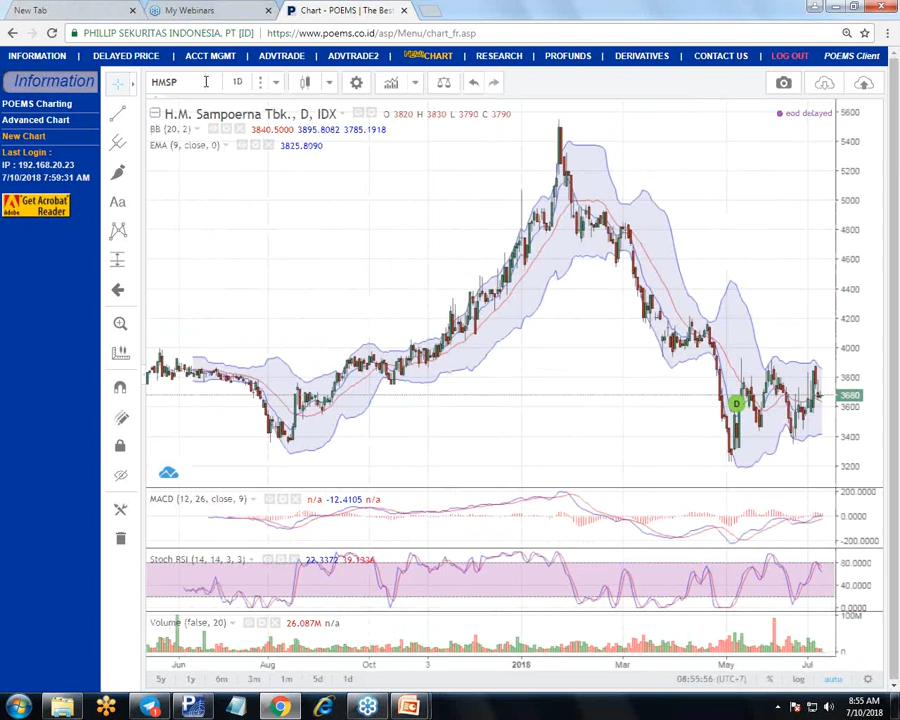 New Tab
My Webinars
Chart - POEMS | The Bes
PHILLIP SEKURITAS INDONESIA, PT [ID]
https://www.poems.co.id/asp/Menu/chart_fr.asp
INFORMATION
DELAYED PRICE
ACCT MGMT
ADVTRADE
ADVTRADE2
CHART
RESEARCH
PROFUNDS
DERIVATIVES
CONTACT US
LOG OUT
POEMS Client
Information
POEMS Charting
Advanced Chart
New Chart
Last Login :
IP : 192.168.20.23
7/10/2018 7:59:31 AM
Get Acrobat
Reader
Adobe
HMSP
1D
Aa
H.M. Sampoerna Tbk., D, IDX
O 3820 H 3830 L 3790 C 3790
eod delayed
BB (20, 2)
3840.5000 3895.8082 3785.1918
EMA (9, close, 0)
3825.8090
5600
5400
5000
4600
4400
4200
4000
3800
3680
3600
3400
3200
D
MACD (12, 26, close, 9)
n/a -12.4105 n/a
200.0000
0.0000
-200.0000
Stoch RSI (14, 14, 3, 3)
80.0000
40.0000
0.0000
Volume (false, 20)
26.087M n/a
100M
0
Jun
Aug
Oct
3
2018
Mar
May
Jul
5y
1y
6m
3m
1m
5d
1d
08:55:56 (UTC+7)
%
log
auto
8:55 AM
7/10/2018